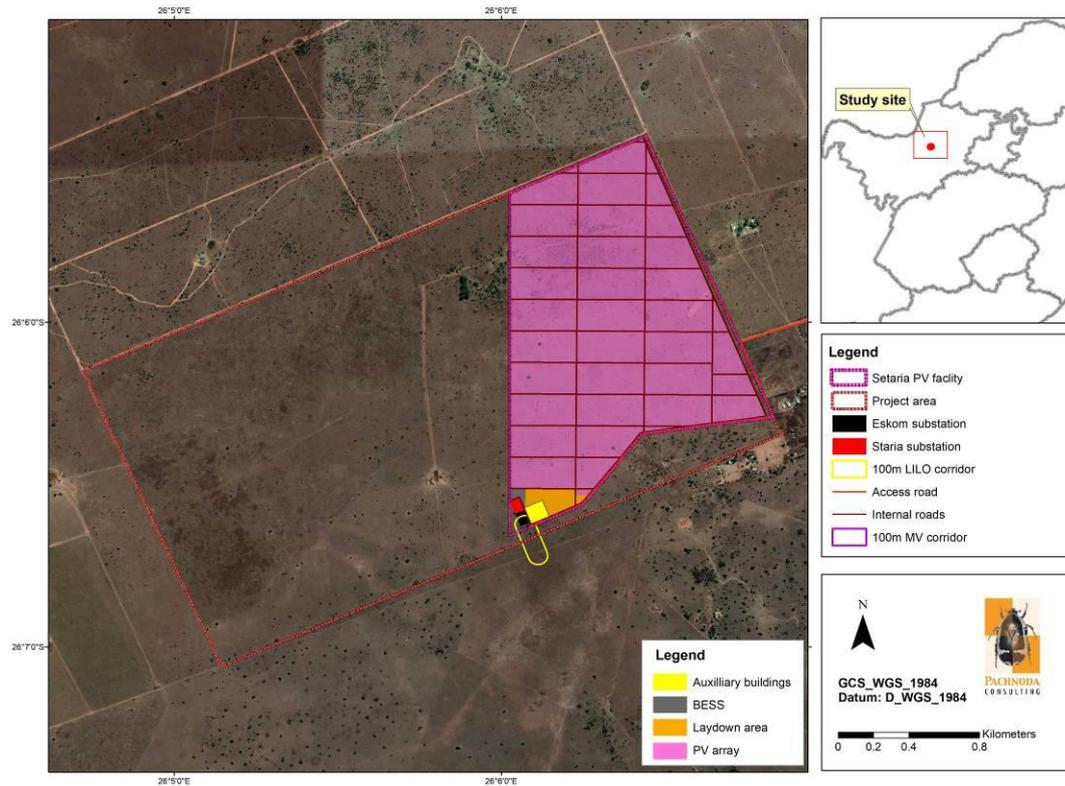 26°5'0"E
26°6'0"E
26°6'0"S
26°7'0"S
26°5'0"E
26°6'0"E
Legend
Auxilliary buildings
BESS
Laydown area
PV array
Study site
Legend
Setaria PV faclity
Project area
Eskom substation
Staria substation
100m LILO corridor
Access road
Internal roads
100m MV corridor
N
PACHNODA
CONSULTING
GCS_WGS_1984
Datum: D_WGS_1984
Kilometers
0 0.2 0.4 0.8